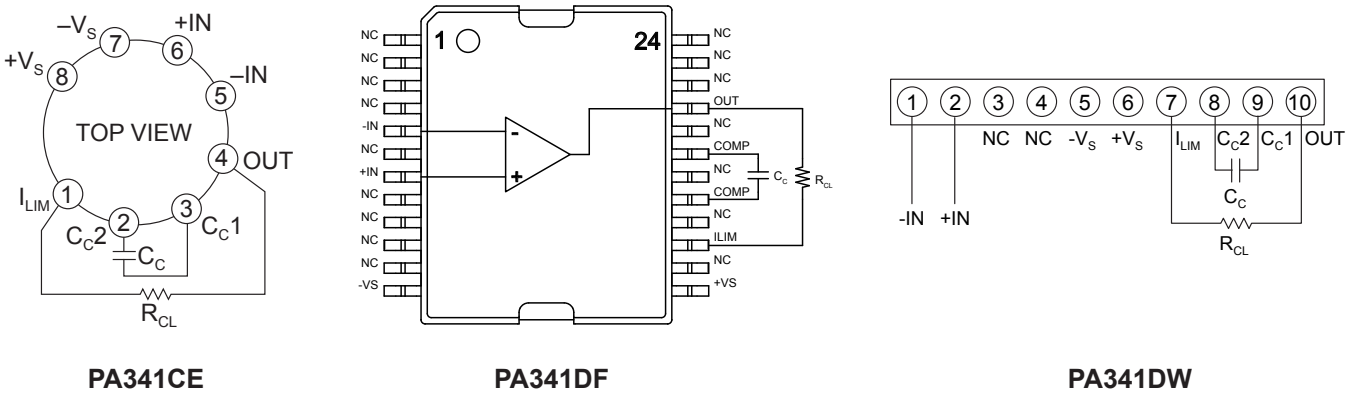 –VS
+IN
7
6
+VS
8
–IN
5
TOP VIEW
4
OUT
ILIM
1
2
3
CC2
CC1
CC
RCL
PA341CE
1
24
NC
NC
NC
NC
-IN
NC
+IN
NC
NC
NC
NC
-VS
-
+
NC
NC
NC
OUT
NC
COMP
NC
COMP
NC
ILIM
NC
+VS
CC
RCL
PA341DF
1 2 3 4 5 6 7 8 9 10
NC NC -VS +VS ILIM CC2 CC1 OUT
CC
-IN +IN
RCL
PA341DW